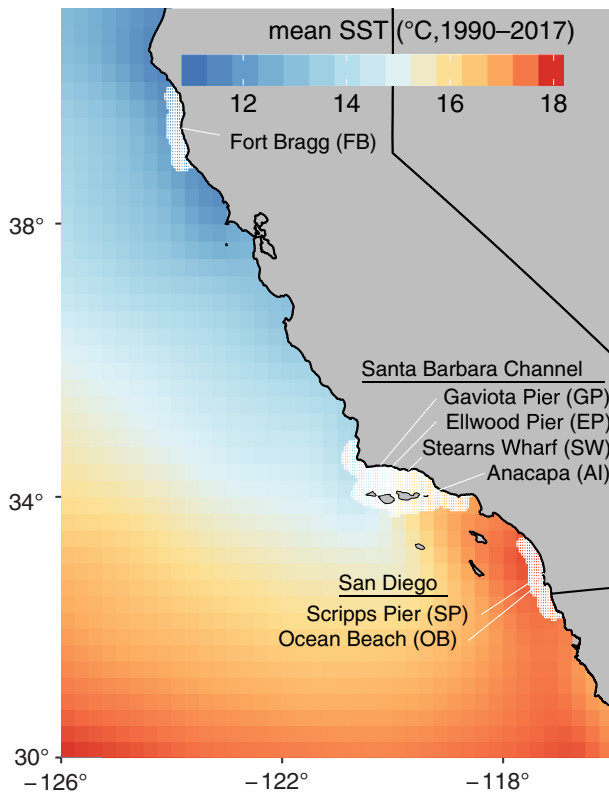 mean SST (°C,1990–2017)
12 14 16 18
Fort Bragg (FB)
38°
Santa Barbara Channel
Gaviota Pier (GP)
Ellwood Pier (EP)
Stearns Wharf (SW)
Anacapa (AI)
34°
San Diego
Scripps Pier (SP)
Ocean Beach (OB)
30°
−126° −122° −118°